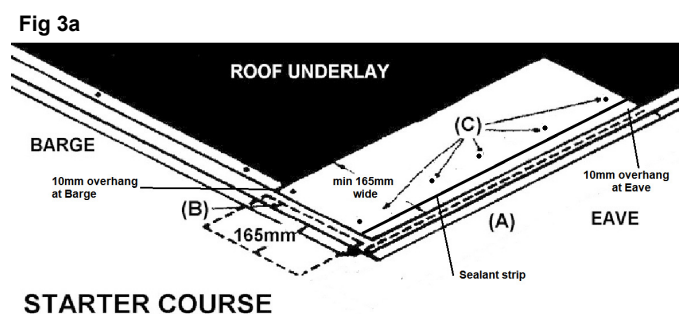 Fig 3a
ROOF UNDERLAY
BARGE
(C)
10mm overhang
at Barge
min 165mm
wide
10mm overhang
at Eave
(B)
165mm
(A)
EAVE
Sealant strip
STARTER COURSE